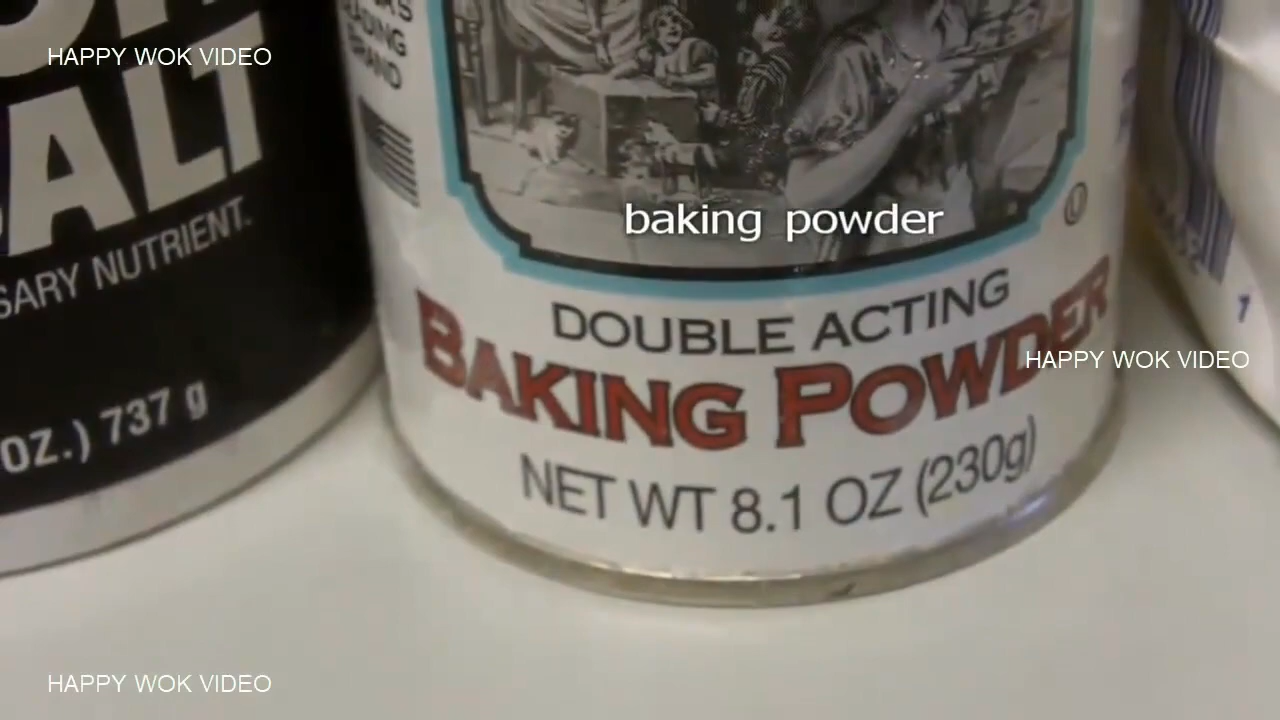 HAPPY WOK VIDEO
ALT
NUTRIENT.
OZ.) 737 g
BRAND
baking powder
DOUBLE ACTING
BAKING POWDER
NET WT 8.1 OZ (230g)
HAPPY WOK VIDEO
HAPPY WOK VIDEO